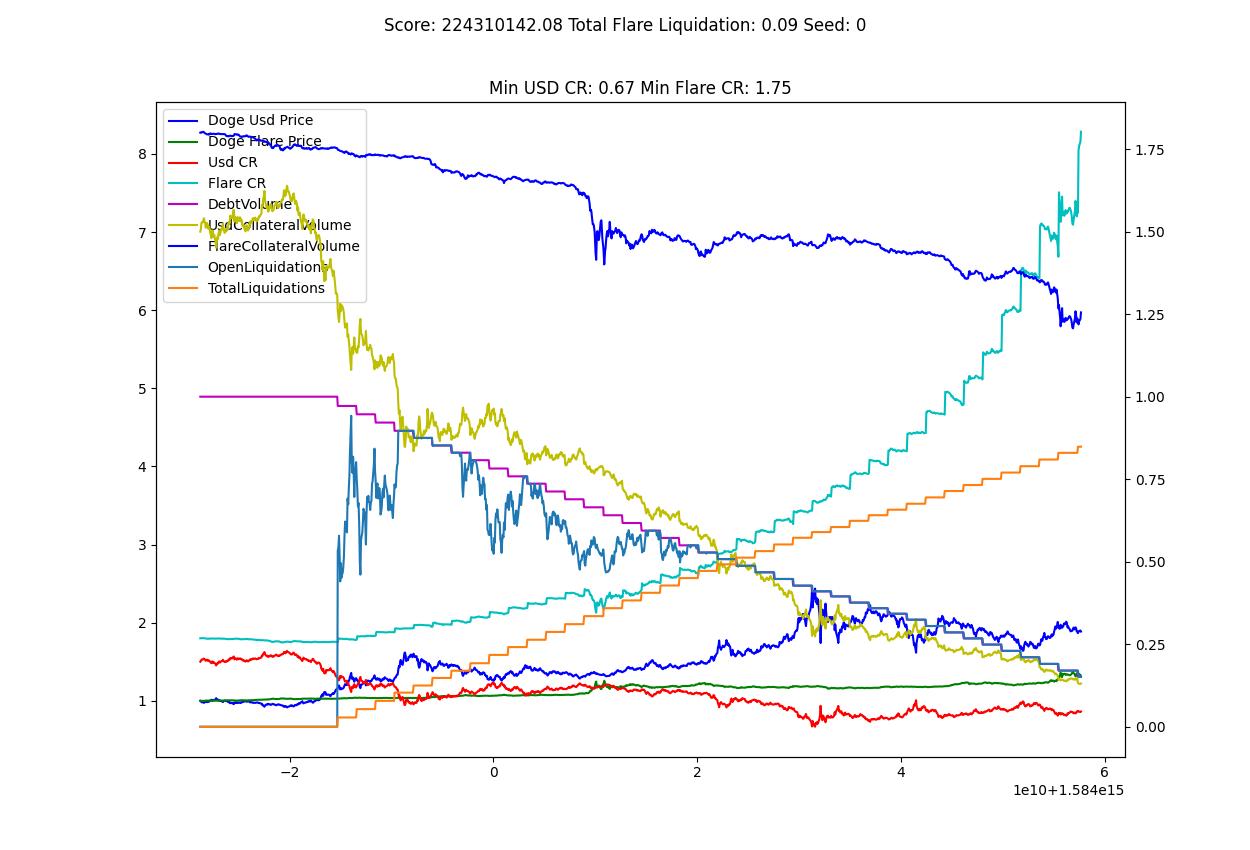 Score: 224310142.08 Total Flare Liquidation: 0.09 Seed: 0
Min USD CR: 0.67 Min Flare CR: 1.75
Doge Usd Price
Doge Flare Price
Usd CR
Flare CR
DebtVolume
UsdCollateralVolume
FlareCollateralVolume
OpenLiquidations
TotalLiquidations
8
7
6
5
4
3
2
1
1.75
1.50
1.25
1.00
0.75
0.50
0.25
0.00
−2
0
2
4
6
1e10+1.584e15